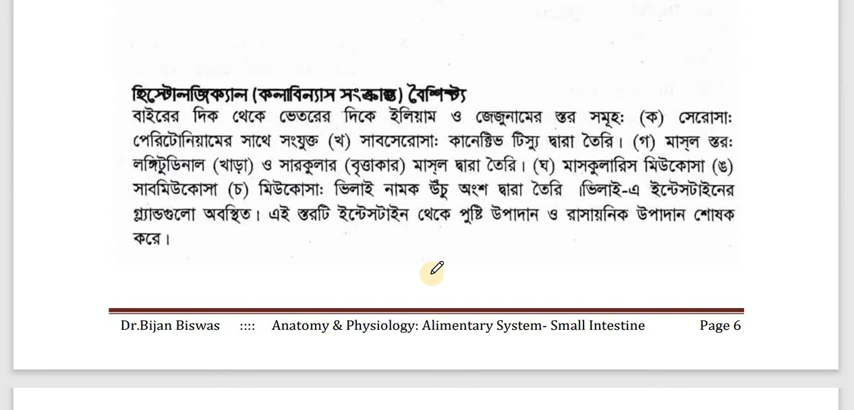 হিস্টোলজিক্যাল (কলাবিন্যাস সংক্রান্ত) বৈশিষ্ট্য
বাইরের দিক থেকে ভেতরের দিকে ইলিয়াম ও জেজুনামের স্তর সমূহ: (ক) সেরোসা:
পেরিটোনিয়ামের সাথে সংযুক্ত (খ) সাবসেরোসা: কানেক্টিভ টিস্যু দ্বারা তৈরি। (গ) মাস্‌ল স্তর:
লঙ্গিটুডিনাল (খাড়া) ও সারকুলার (বৃত্তাকার) মাস্‌ল দ্বারা তৈরি। (ঘ) মাসকুলারিস মিউকোসা (ঙ)
সাবমিউকোসা (চ) মিউকোসা: ভিলাই নামক উঁচু অংশ দ্বারা তৈরি ।ভিলাই-এ ইন্টেসটাইনের
গ্ল্যান্ডগুলো অবস্থিত। এই স্তরটি ইন্টেসটাইন থেকে পুষ্টি উপাদান ও রাসায়নিক উপাদান শোষক
করে।
Dr.Bijan Biswas :::: Anatomy & Physiology: Alimentary System- Small Intestine Page 6